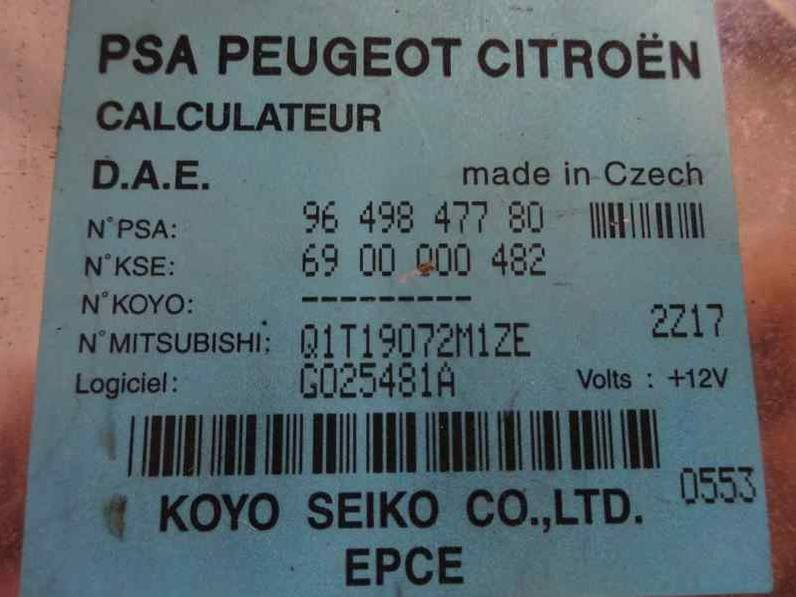 PSA PEUGEOT CITROËN
CALCULATEUR
D.A.E. made in Czech
N°PSA: 96 498 477 80
N°KSE: 69 00 000 482
N°KOYO: ----------
N°MITSUBISHI: Q1T19072M1ZE 2Z17
Logiciel: G025481A Volts : +12V
0553
KOYO SEIKO CO.,LTD.
EPCE